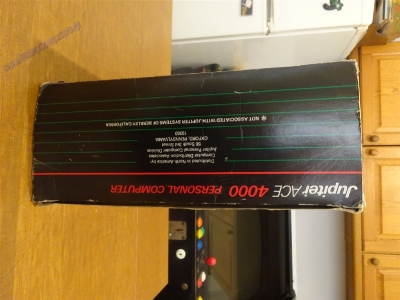 Jupiter ACE 4000 PERSONAL COMPUTER
Distributed in North America by:
Computer Distribution Associates
Jupiter Personal Computer Division
56 South 3rd Street
OXFORD, PENNSYLVANIA
19363
※ NOT ASSOCIATED WITH JUPITER SYSTEMS OF BERKELEY, CALIFORNIA